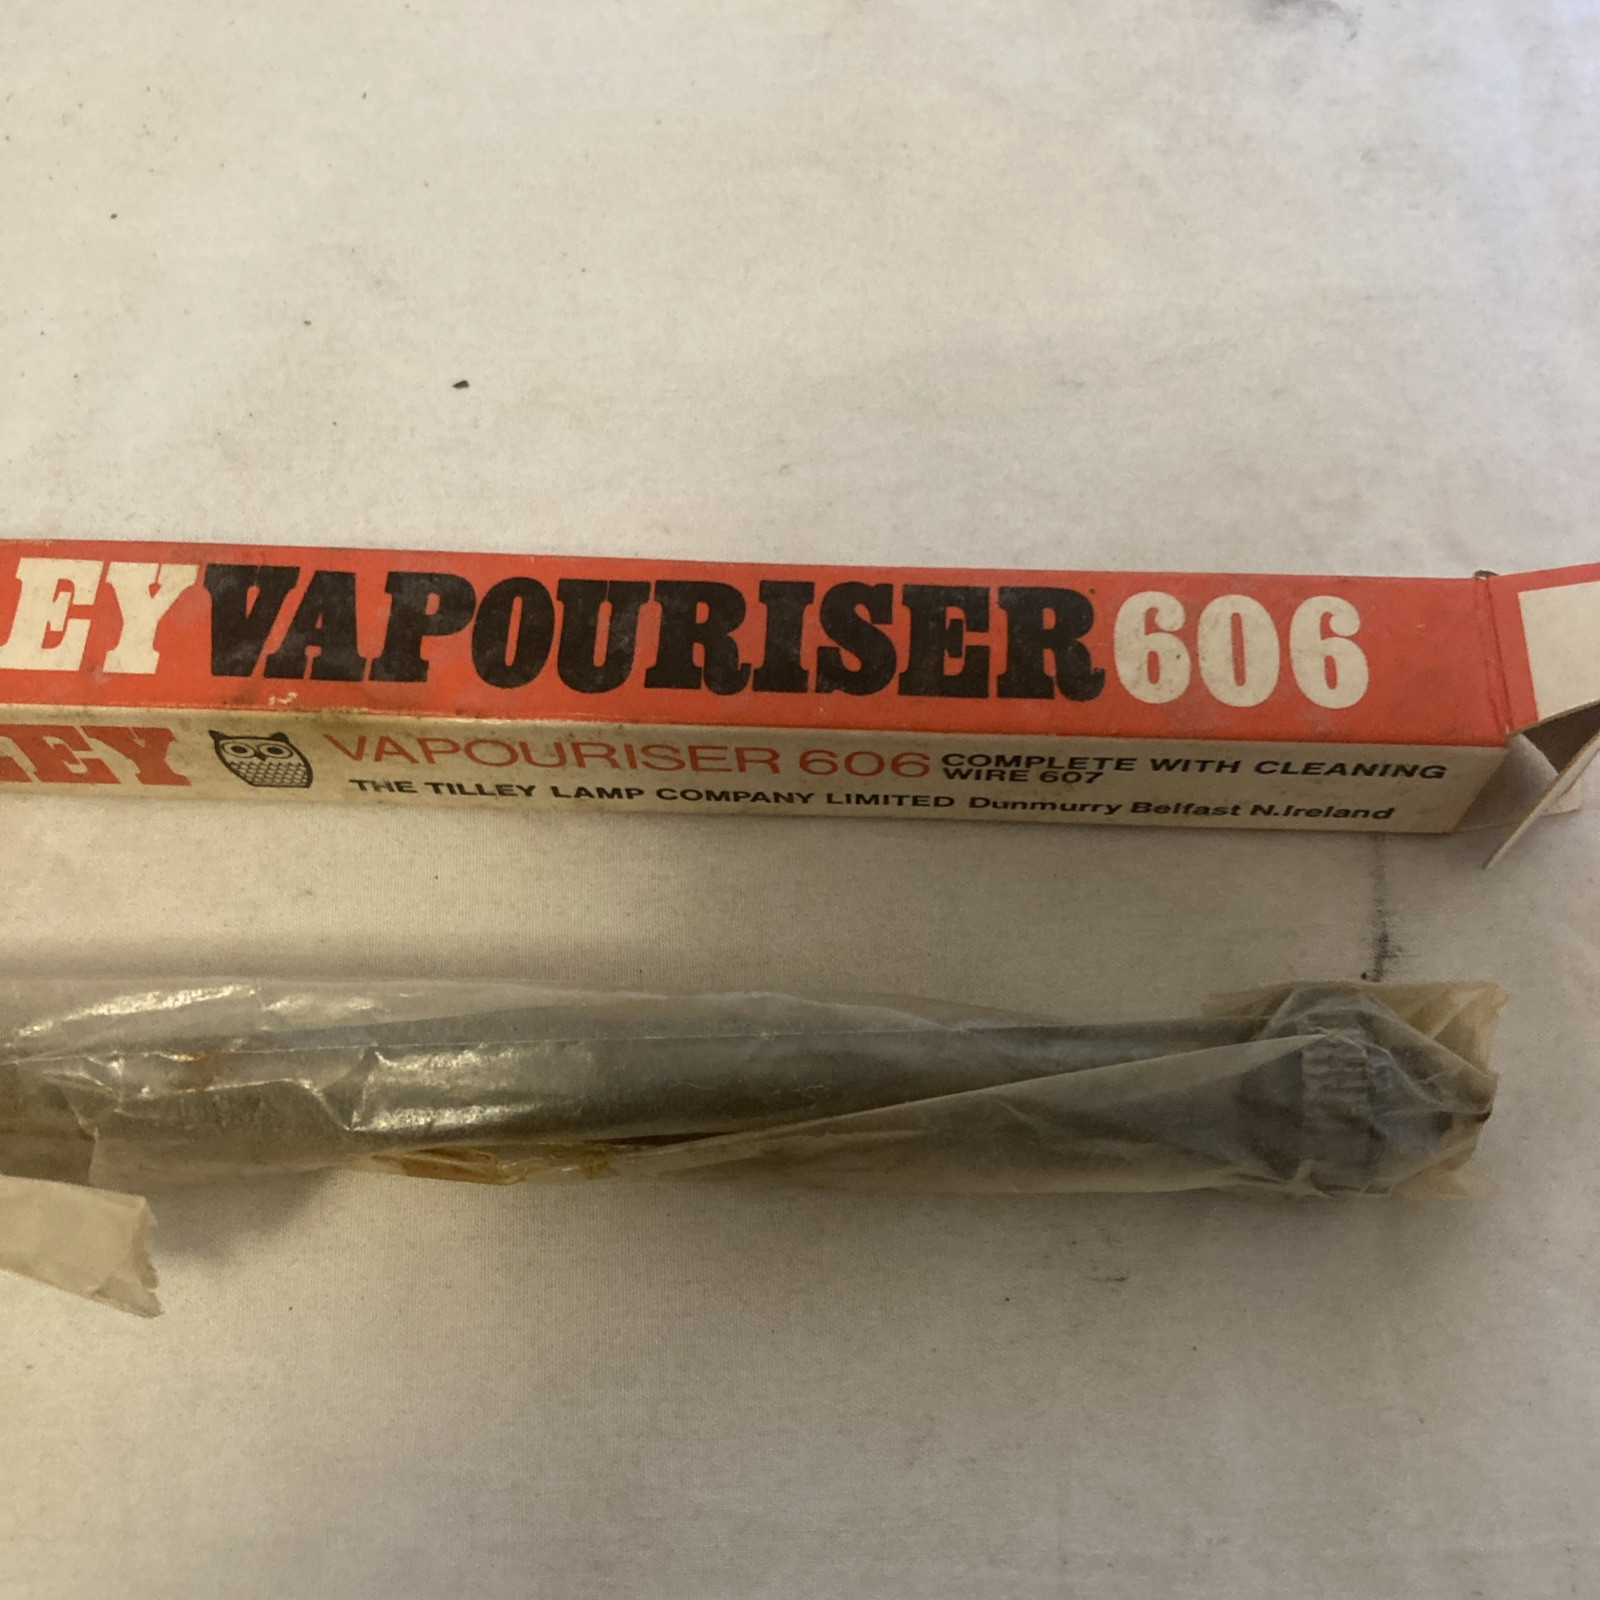 LEY VAPOURISER 606
LEY VAPOURISER 606 COMPLETE WITH CLEANING
WIRE 607
THE TILLEY LAMP COMPANY LIMITED Dunmurry Belfast N.Ireland